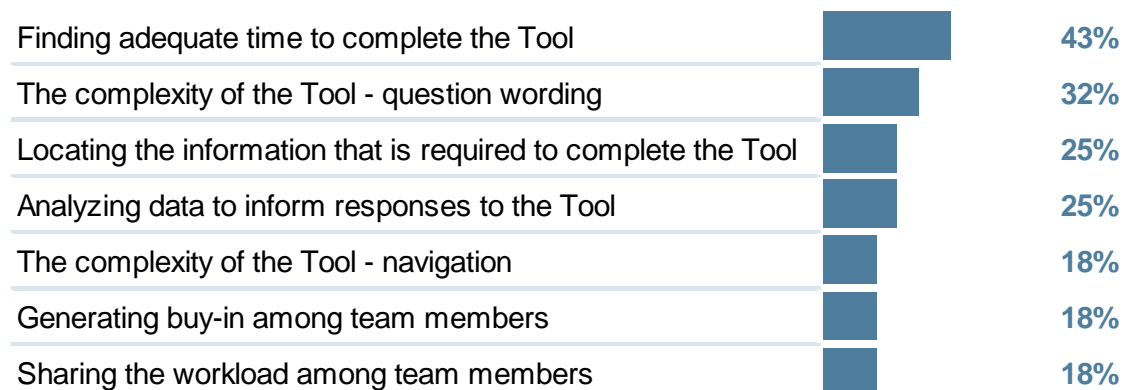 Finding adequate time to complete the Tool 43%
The complexity of the Tool - question wording 32%
Locating the information that is required to complete the Tool 25%
Analyzing data to inform responses to the Tool 25%
The complexity of the Tool - navigation 18%
Generating buy-in among team members 18%
Sharing the workload among team members 18%